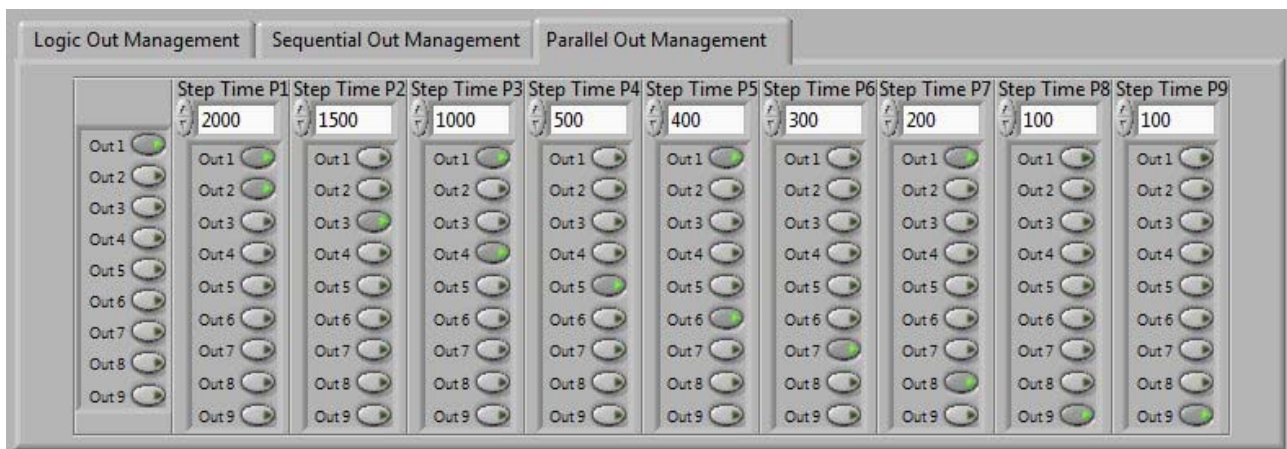 Logic Out Management Sequential Out Management Parallel Out Management
Step Time P1 Step Time P2 Step Time P3 Step Time P4 Step Time P5 Step Time P6 Step Time P7 Step Time P8 Step Time P9
2000 1500 1000 500 400 300 200 100 100
Out 1 Out 1 Out 1 Out 1 Out 1 Out 1 Out 1 Out 1 Out 1 Out 1
Out 2 Out 2 Out 2 Out 2 Out 2 Out 2 Out 2 Out 2 Out 2 Out 2
Out 3 Out 3 Out 3 Out 3 Out 3 Out 3 Out 3 Out 3 Out 3 Out 3
Out 4 Out 4 Out 4 Out 4 Out 4 Out 4 Out 4 Out 4 Out 4 Out 4
Out 5 Out 5 Out 5 Out 5 Out 5 Out 5 Out 5 Out 5 Out 5 Out 5
Out 6 Out 6 Out 6 Out 6 Out 6 Out 6 Out 6 Out 6 Out 6 Out 6
Out 7 Out 7 Out 7 Out 7 Out 7 Out 7 Out 7 Out 7 Out 7 Out 7
Out 8 Out 8 Out 8 Out 8 Out 8 Out 8 Out 8 Out 8 Out 8 Out 8
Out 9 Out 9 Out 9 Out 9 Out 9 Out 9 Out 9 Out 9 Out 9 Out 9